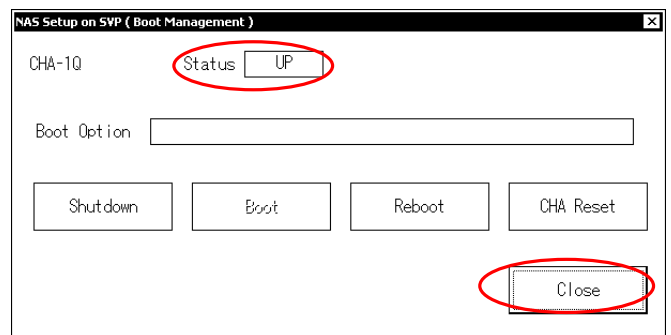 NAS Setup on SVP ( Boot Management )
CHA-1Q Status UP
Boot Option
Shutdown Boot Reboot CHA Reset
Close